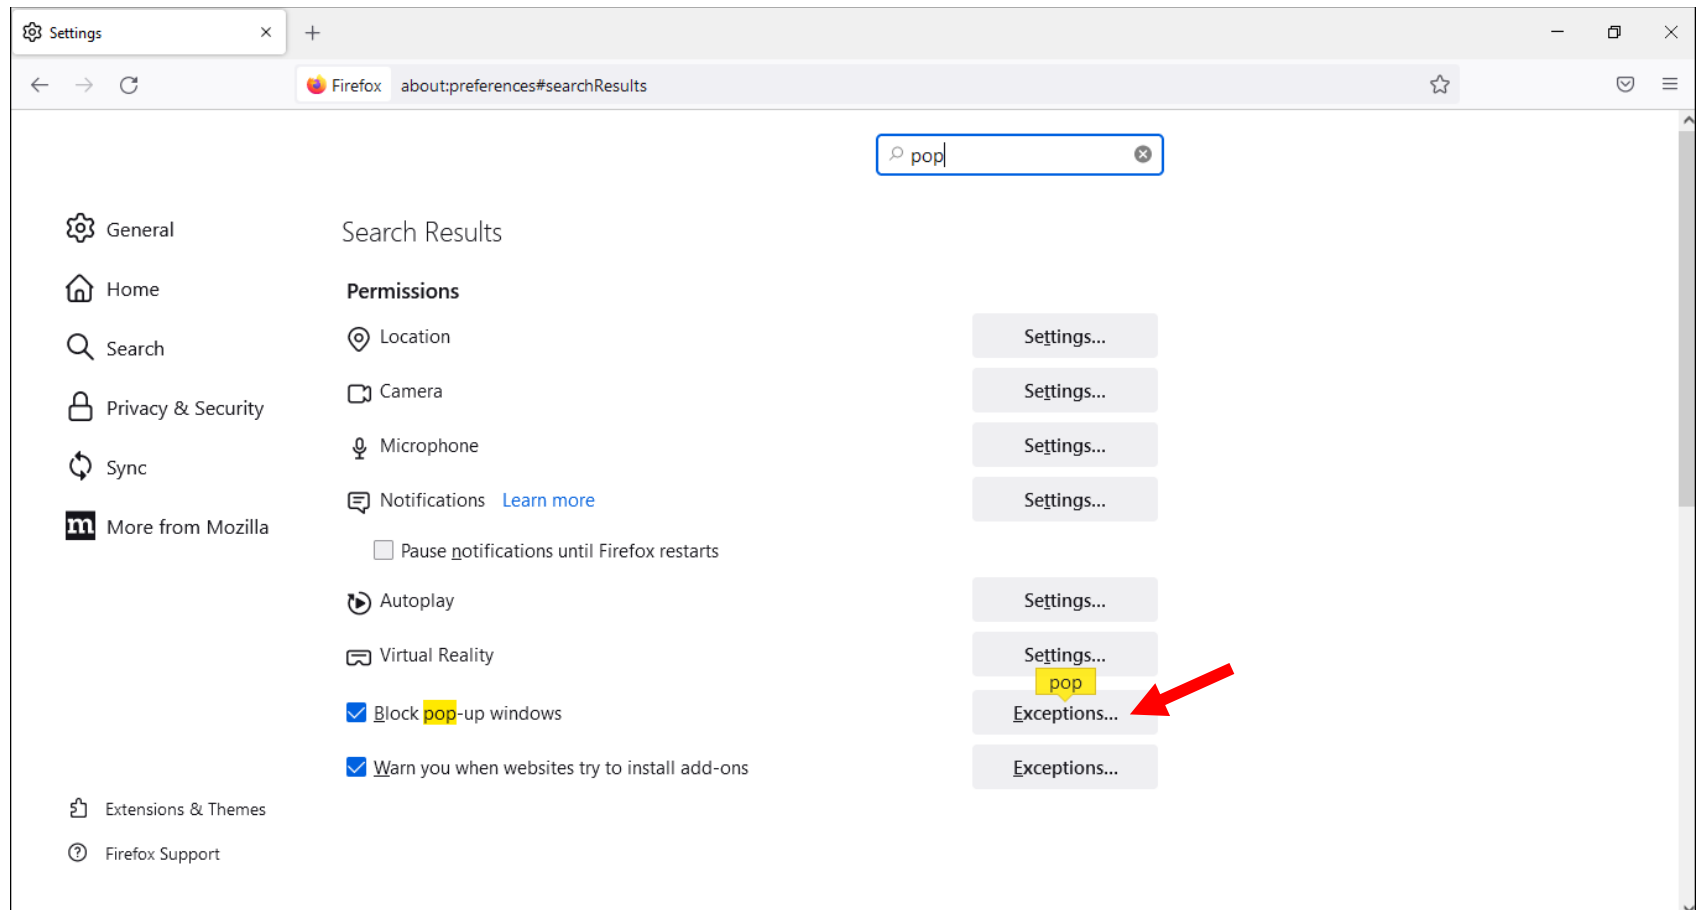 Settings
Firefox about:preferences#searchResults
pop
General
Home
Search
Privacy & Security
Sync
m More from Mozilla
Search Results
Permissions
Location Settings...
Camera Settings...
Microphone Settings...
Notifications Learn more Settings...
Pause notifications until Firefox restarts
Autoplay Settings...
Virtual Reality Settings...
pop
Block pop-up windows Exceptions...
Warn you when websites try to install add-ons Exceptions...
Extensions & Themes
Firefox Support